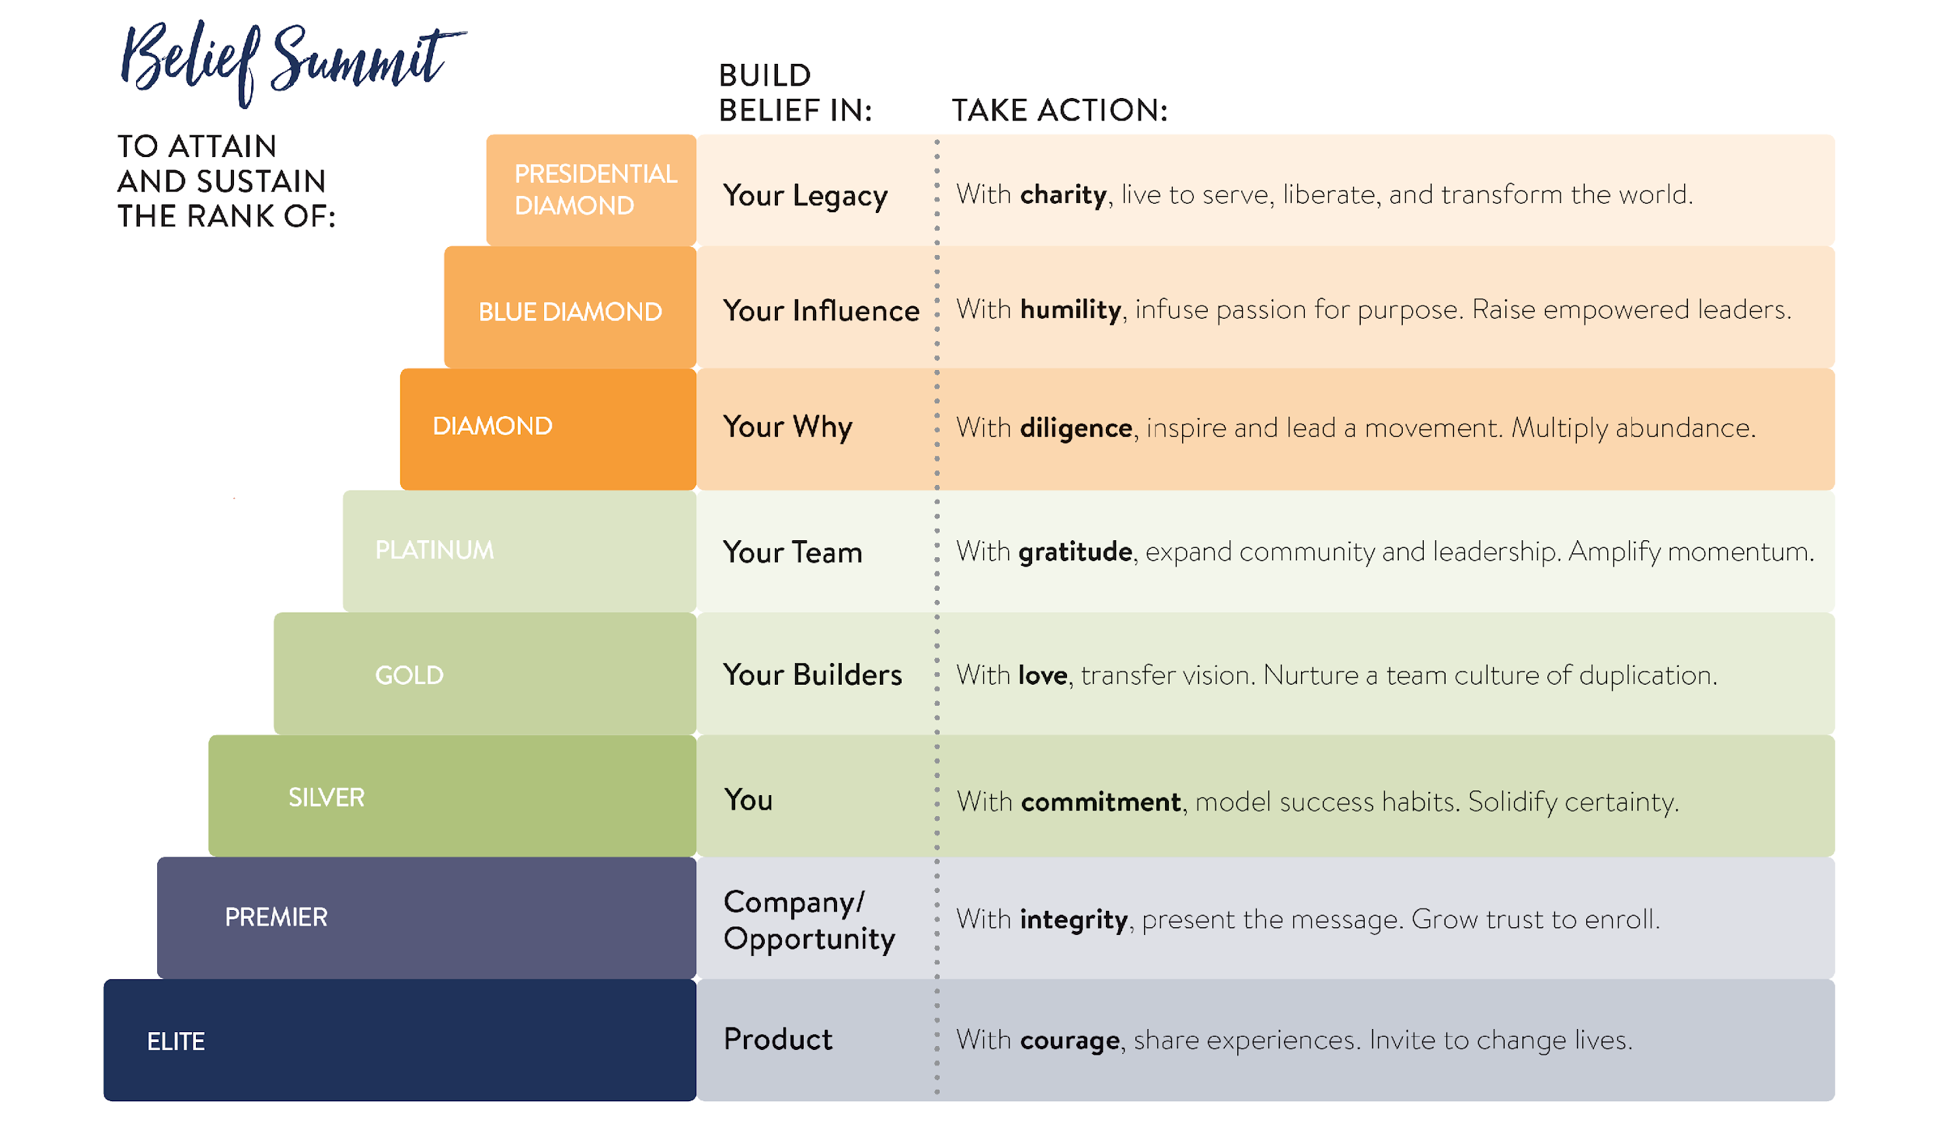 Belief Summit
TO ATTAIN
AND SUSTAIN
THE RANK OF:
BUILD
BELIEF IN:
TAKE ACTION:
PRESIDENTIAL
DIAMOND
Your Legacy
With charity, live to serve, liberate, and transform the world.
BLUE DIAMOND
Your Influence
With humility, infuse passion for purpose. Raise empowered leaders.
DIAMOND
Your Why
With diligence, inspire and lead a movement. Multiply abundance.
PLATINUM
Your Team
With gratitude, expand community and leadership. Amplify momentum.
GOLD
Your Builders
With love, transfer vision. Nurture a team culture of duplication.
SILVER
You
With commitment, model success habits. Solidify certainty.
PREMIER
Company/
Opportunity
With integrity, present the message. Grow trust to enroll.
ELITE
Product
With courage, share experiences. Invite to change lives.